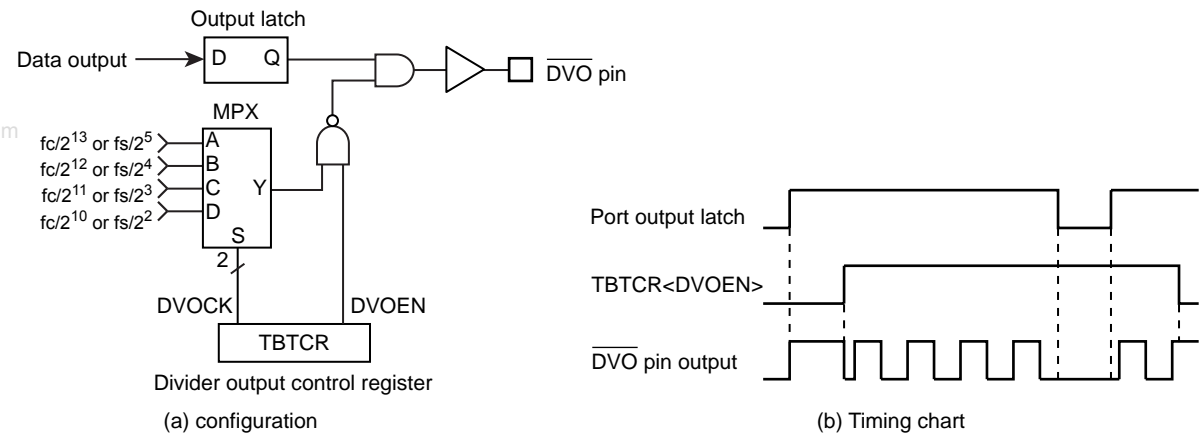 Output latch
Data output
D Q
$\overline{DVO}$ pin
MPX
m
fc/2^13 or fs/2^5
A
fc/2^12 or fs/2^4
B
fc/2^11 or fs/2^3
C
Y
fc/2^10 or fs/2^2
D
S
2
DVOCK
DVOEN
TBTCR
Divider output control register
(a) configuration
Port output latch
TBTCR<DVOEN>
$\overline{DVO}$ pin output
(b) Timing chart